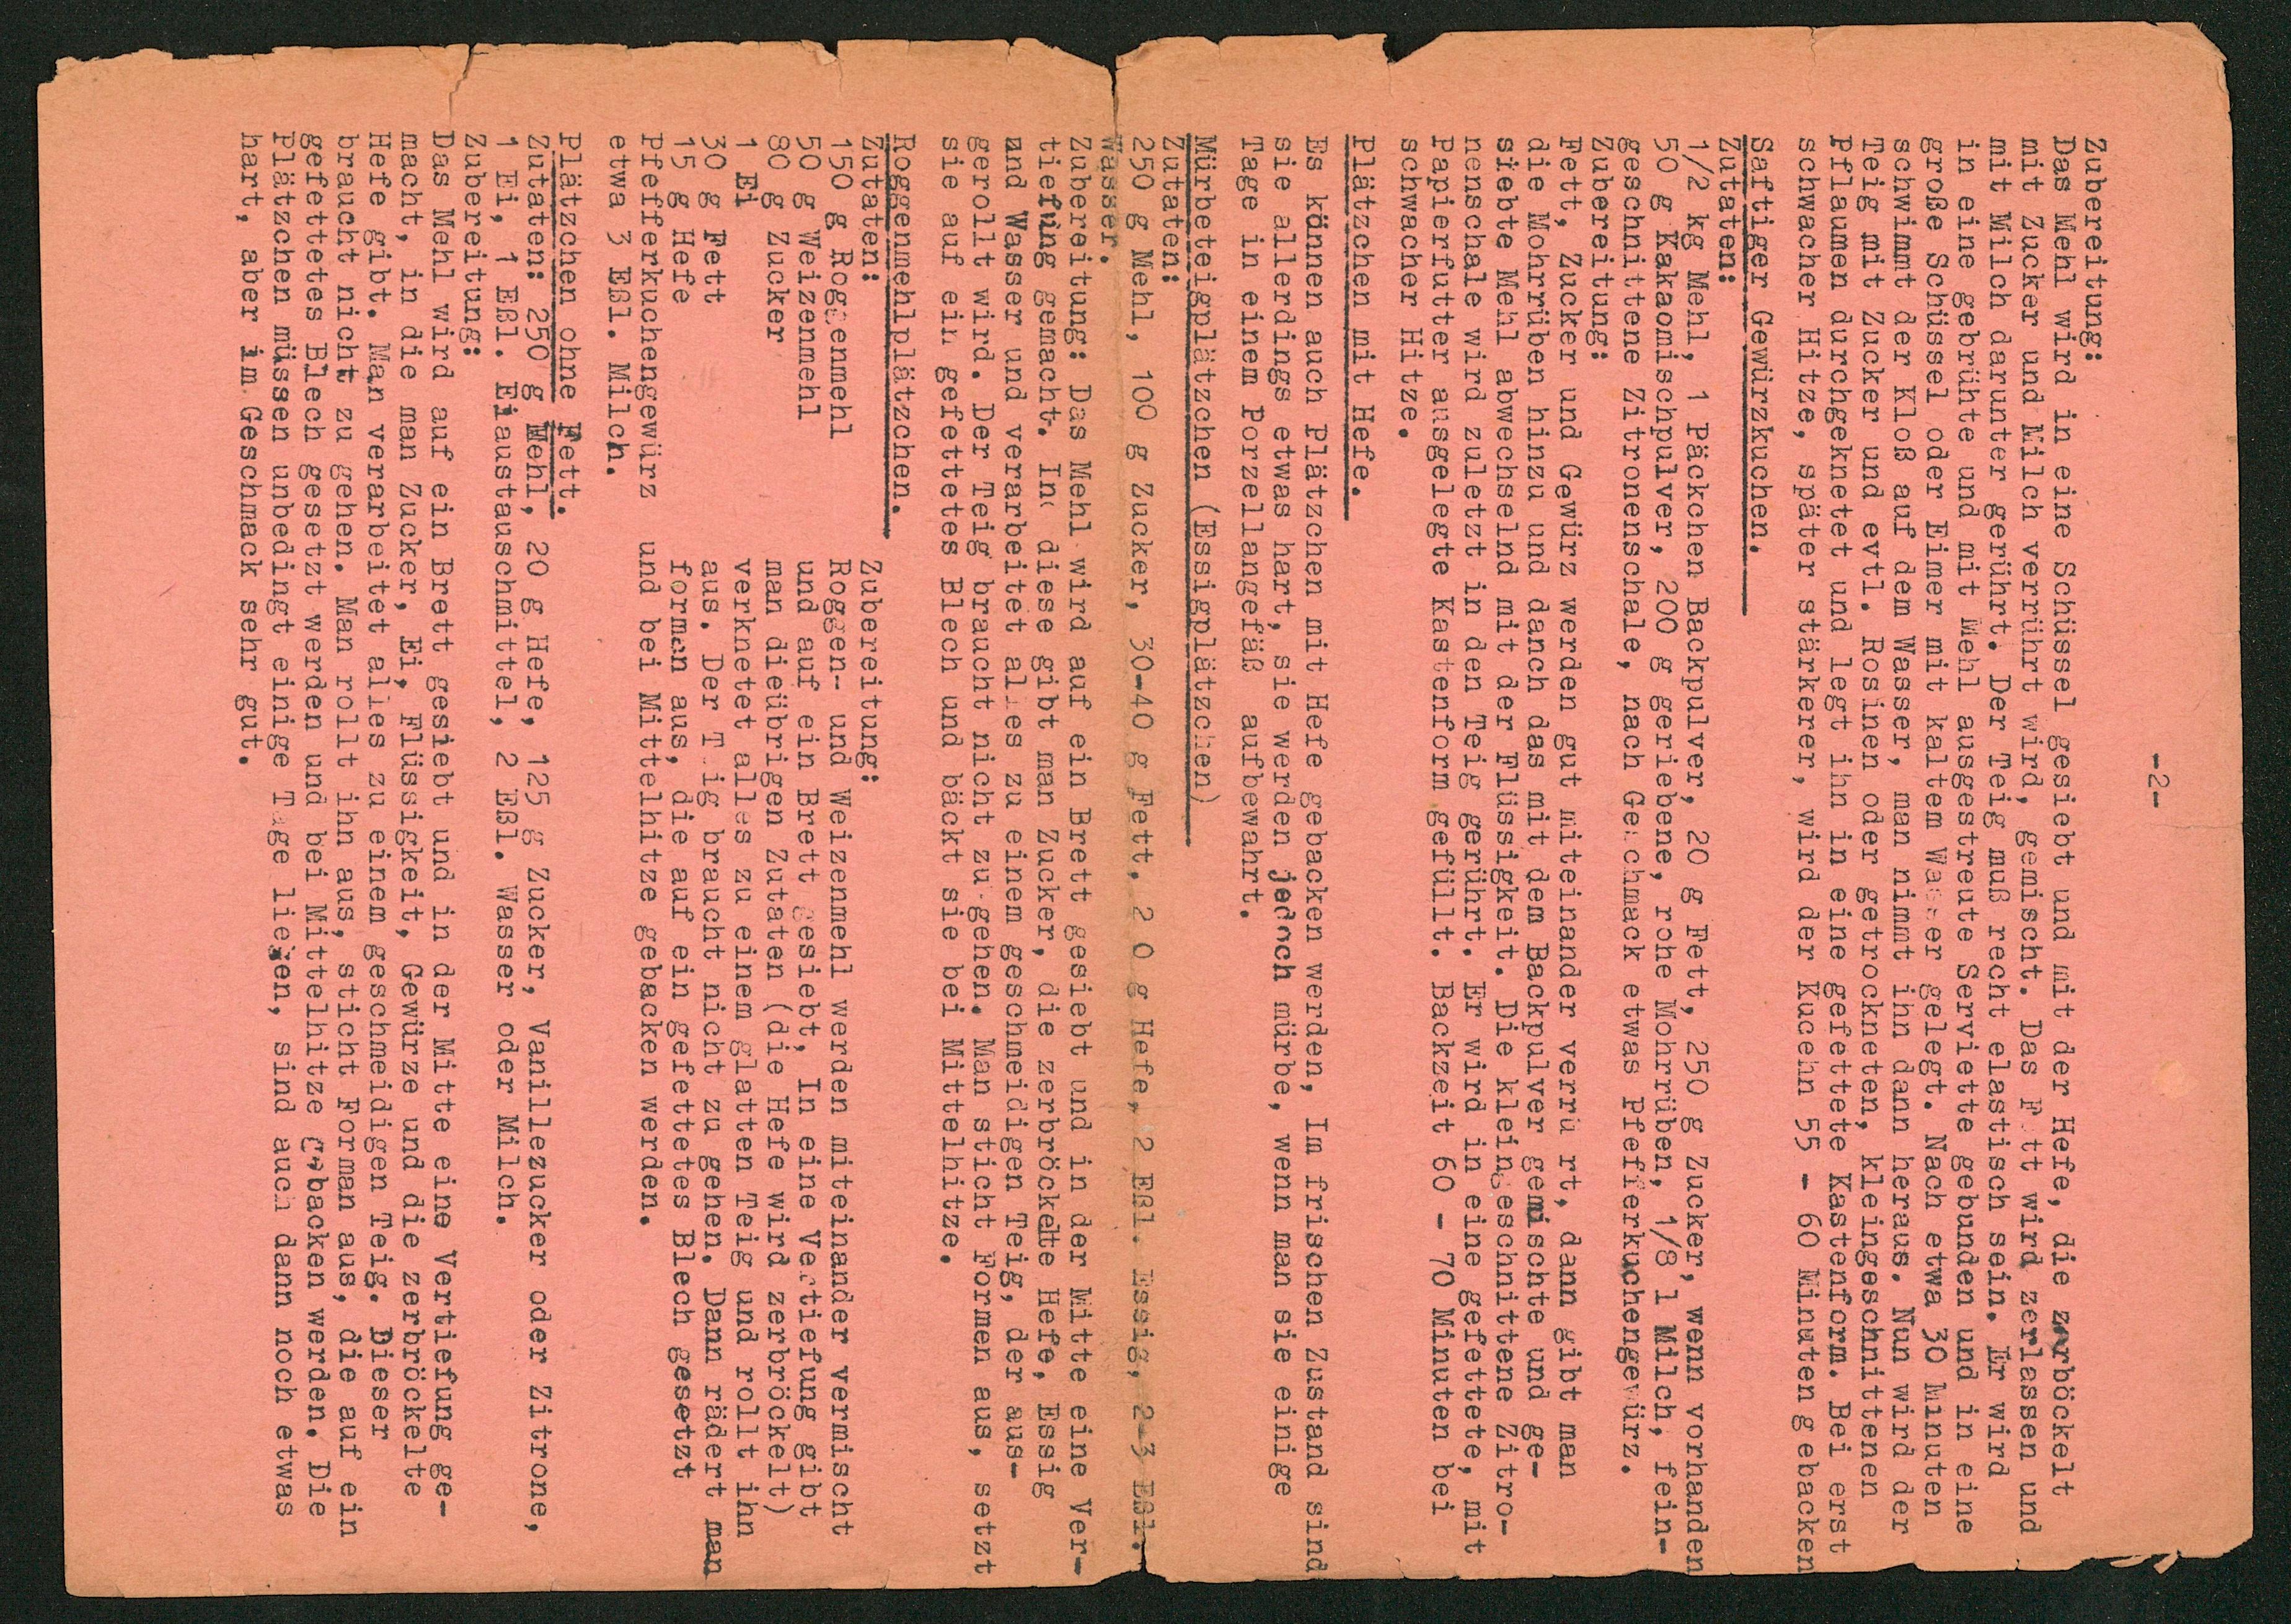 -2-
Zubereitung:
Das Mehl wird in eine Schüssel gesiebt und mit der Hefe, die zerböckelt
mit Zucker und Milch verrührt wird, gemischt. Das Fett wird zerlassen und
mit Milch darunter gerührt. Der Teig muß recht elastisch sein. Er wird
in eine gebrühte und mit Mehl ausgestreute Serviette gebunden und in eine
große Schüssel oder Eimer mit kaltem Wasser gelegt. Nach etwa 30 Minuten
schwimmt der Kloß auf dem Wasser, man nimmt ihn dann heraus. Nun wird der
Teig mit Zucker und evtl. Rosinen oder getrockneten, kleingeschnittenen
Pflaumen durchgeknetet und legt ihn in eine gefettete Kastenform. Bei erst
schwacher Hitze, später stärkerer, wird der Kucehn 55 - 60 Minuten gebacken
Saftiger Gewürzkuchen.
Zutaten:
1/2 kg Mehl, 1 Päckchen Backpulver, 20 g Fett, 250 g Zucker, wenn vorhanden
50 g Kakaomischpulver, 200 g geriebene, rohe Mohrrüben, 1/8 l Milch, fein-
geschnittene Zitronenschale, nach Geschmack etwas Pfefferkuchengewürz.
Zubereitung:
Fett, Zucker und Gewürz werden gut miteinander verrü rt, dann gibt man
die Mohrrüben hinzu und danch das mit dem Backpulver gemischte und ge-
siebte Mehl abwechselnd mit der Flüssigkeit. Die kleingeschnittene Zitro-
nenschale wird zuletzt in den Teig gerührt. Er wird in eine gefettete, mit
Papierfutter ausgelegte Kastenform gefüllt. Backzeit 60 - 70 Minuten bei
schwacher Hitze.
Plätzchen mit Hefe.
Es können auch Plätzchen mit Hefe gebacken werden, Im frischen Zustand sind
sie allerdings etwas hart, sie werden jedoch mürbe, wenn man sie einige
Tage in einem Porzellangefäß aufbewahrt.
Mürbeteigplätzchen (Essigplätzchen)
Zutaten:
250 g Mehl, 100 g Zucker, 30-40 g Fett, 2 0 g Hefe, 2 Eßl. Essig, 2-3 Eßl.
Wasser.
Zubereitung: Das Mehl wird auf ein Brett gesiebt und in der Mitte eine Ver-
tiefung gemacht. In diese gibt man Zucker, die zerbröckelte Hefe, Essig
und Wasser und verarbeitet alles zu einem geschmeidigen Teig, der aus-
gerollt wird. Der Teig braucht nicht zu gehen. Man sticht Formen aus, setzt
sie auf ein gefettetes Blech und bäckt sie bei Mittelhitze.
Roggenmehlplätzchen.
Zutaten:
150 g Roggenmehl
50 g Weizenmehl
80 g Zucker
1 Ei
30 g Fett
15 g Hefe
Pfefferkuchengewürz
etwa 3 Eßl. Milch.
Zubereitung:
Roggen- und Weizenmehl werden miteinander vermischt
und auf ein Brett gesiebt, In eine Vertiefung gibt
man dieübrigen Zutaten (die Hefe wird zerbröckelt)
verknetet alles zu einem glatten Teig und rollt ihn
aus. Der Teig braucht nicht zu gehen. Dann rädert man
formen aus, die auf ein gefettetes Blech gesetzt
und bei Mittelhitze gebacken werden.
Plätzchen ohne Fett.
Zutaten: 250 g Mehl, 20 g Hefe, 125 g Zucker, Vanillezucker oder Zitrone,
1 Ei, 1 Eßl. Eiaustauschmittel, 2 Eßl. Wasser oder Milch.
Zubereitung:
Das Mehl wird auf ein Brett gesiebt und in der Mitte eine Vertiefung ge-
macht, in die man Zucker, Ei, Flüssigkeit, Gewürze und die zerbröckelte
Hefe gibt. Man verarbeitet alles zu einem geschmeidigen Teig. Dieser
braucht nicht zu gehen. Man rollt ihn aus, sticht Forman aus, die auf ein
gefettetes Blech gesetzt werden und bei Mittelhitze gebacken werden. Die
Plätzchen müssen unbedingt einige Tage liegen, sind auch dann noch etwas
hart, aber im Geschmack sehr gut.